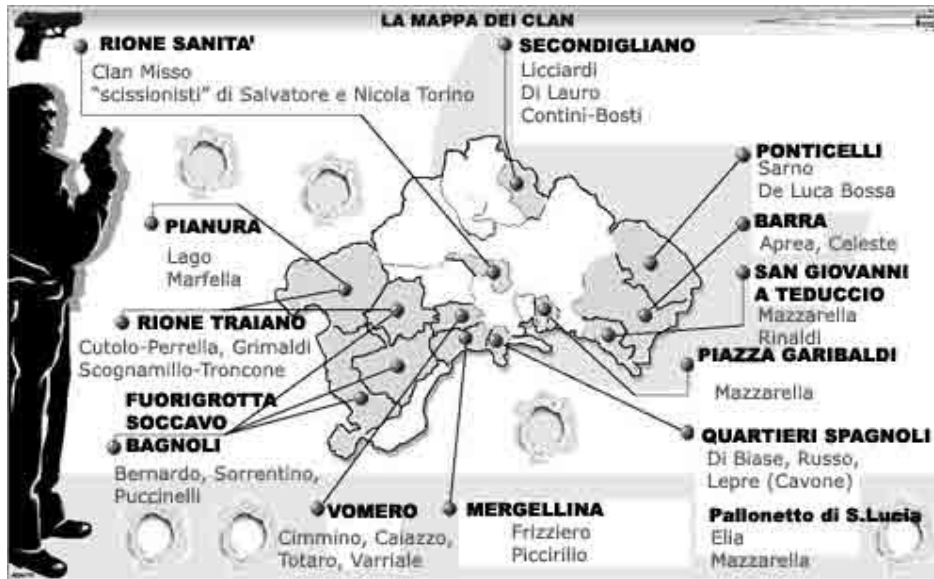 LA MAPPA DEI CLAN
RIONE SANITA'
Clan Misso
"scissionisti" di Salvatore e Nicola Torino
SECONDIGLIANO
Licciardi
Di Lauro
Contini-Bosti
PONTICELLI
Sarno
De Luca Bossa
BARRA
Aprea, Celeste
SAN GIOVANNI
A TEDUCCIO
Mazzarella
Rinaldi
PIAZZA GARIBALDI
Mazzarella
QUARTIERI SPAGNOLI
Di Biase, Russo,
Lepre (Cavone)
Pallonetto di S.Lucia
Elia
Mazzarella
PIANURA
Lago
Marfella
RIONE TRAIANO
Cutolo-Perrella, Grimaldi
Scognamillo-Troncone
FUORIGROTTA
SOCCAVO
BAGNOLI
Bernardo, Sorrentino,
Puccinelli
VOMERO
Cimmino, Caiazzo,
Totaro, Varriale
MERGELLINA
Frizziero
Piccirillo